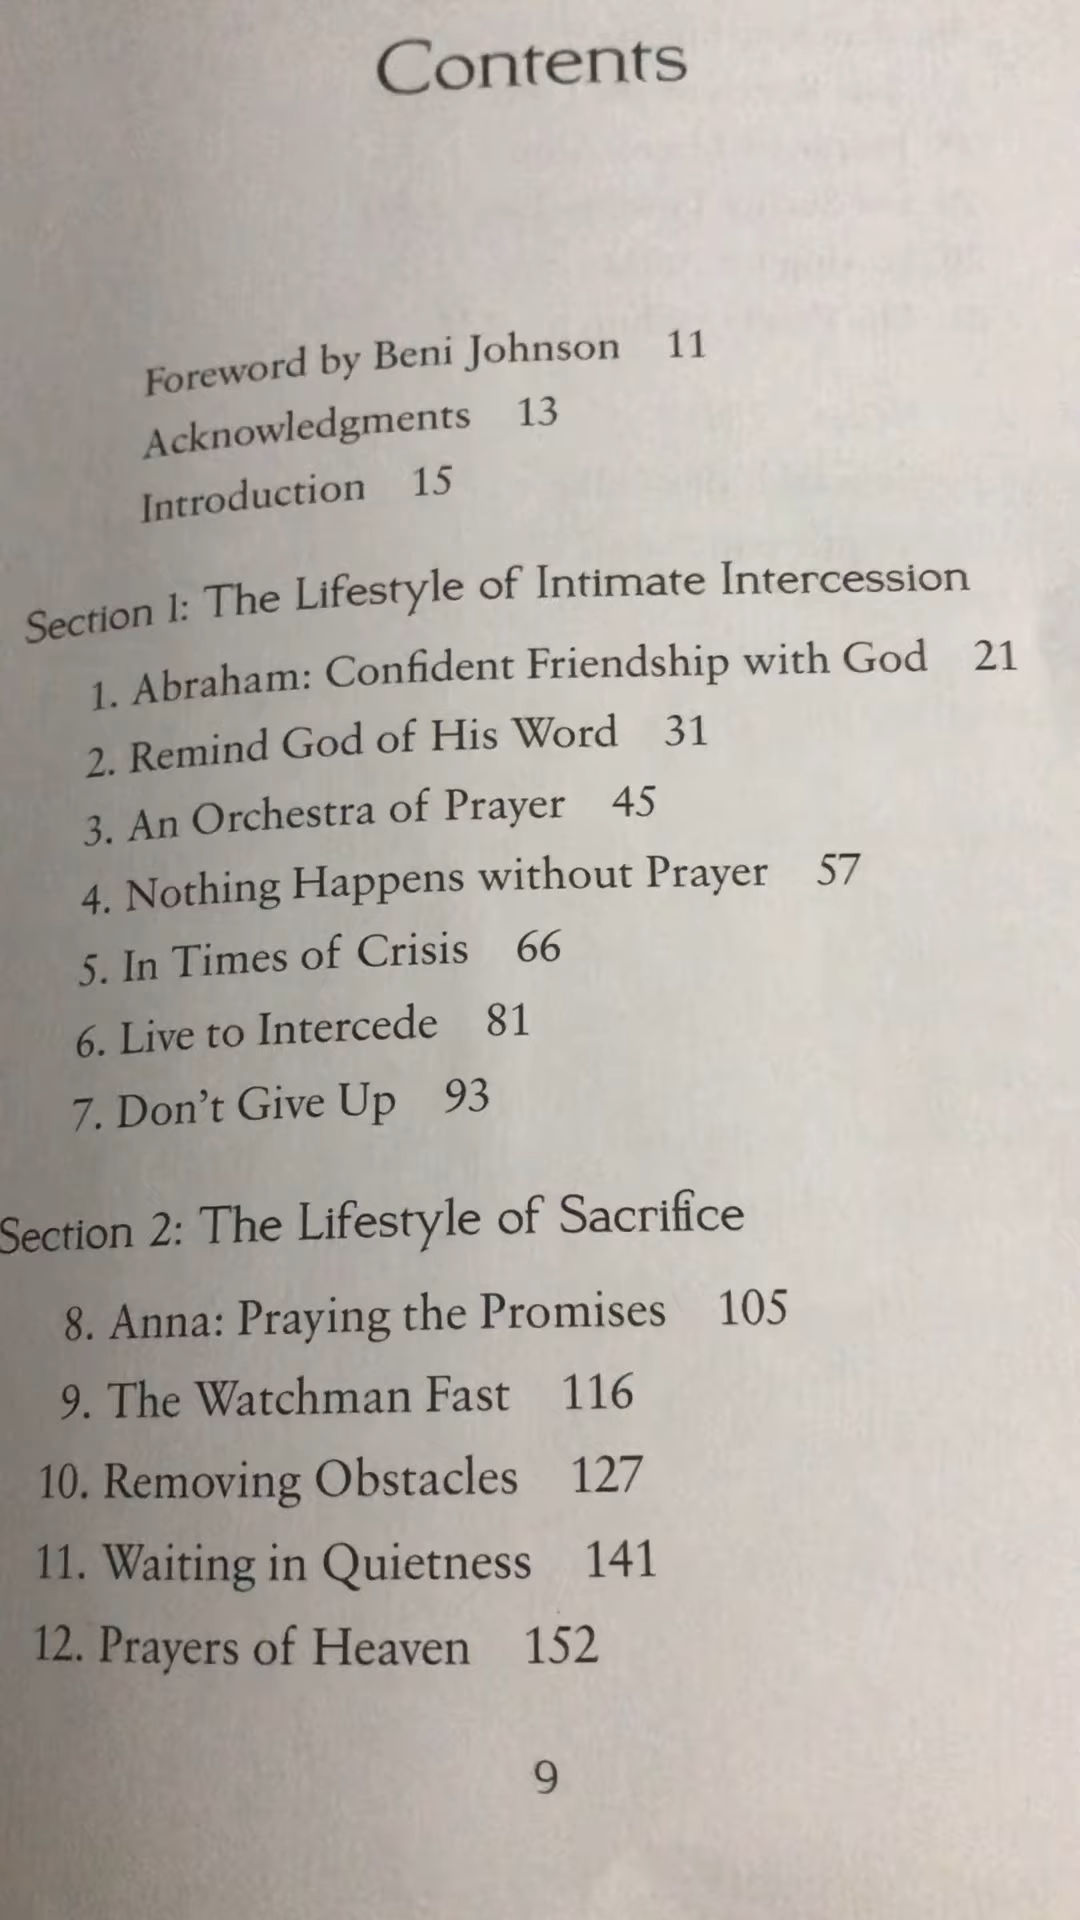 Contents
Foreword by Beni Johnson 11
Acknowledgments 13
Introduction 15
Section 1: The Lifestyle of Intimate Intercession
1. Abraham: Confident Friendship with God 21
2. Remind God of His Word 31
3. An Orchestra of Prayer 45
4. Nothing Happens without Prayer 57
5. In Times of Crisis 66
6. Live to Intercede 81
7. Don't Give Up 93
Section 2: The Lifestyle of Sacrifice
8. Anna: Praying the Promises 105
9. The Watchman Fast 116
10. Removing Obstacles 127
11. Waiting in Quietness 141
12. Prayers of Heaven 152
9